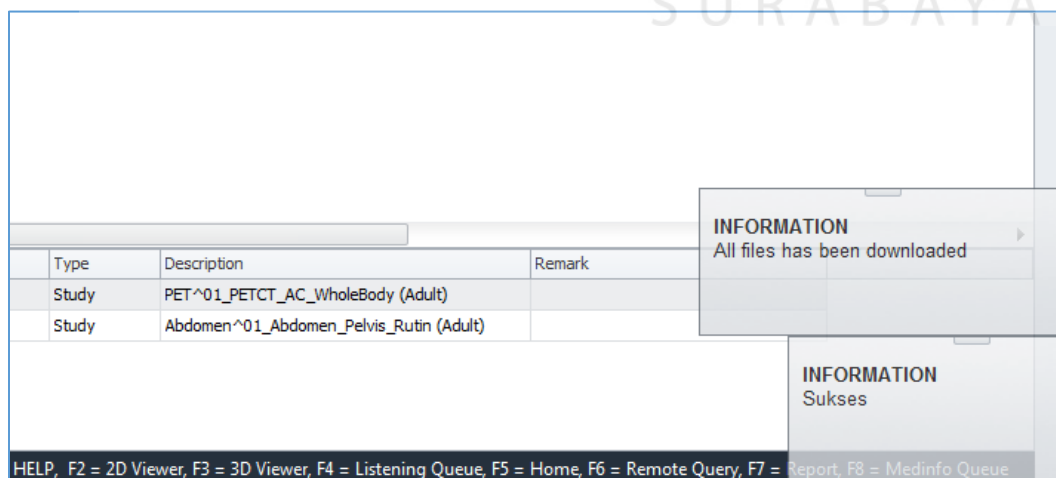 SURABAYA
INFORMATION
All files has been downloaded
Type Description Remark
Study PET^01_PETCT_AC_WholeBody (Adult)
Study Abdomen^01_Abdomen_Pelvis_Rutin (Adult)
INFORMATION
Sukses
HELP, F2 = 2D Viewer, F3 = 3D Viewer, F4 = Listening Queue, F5 = Home, F6 = Remote Query, F7 = Report, F8 = Medinfo Queue